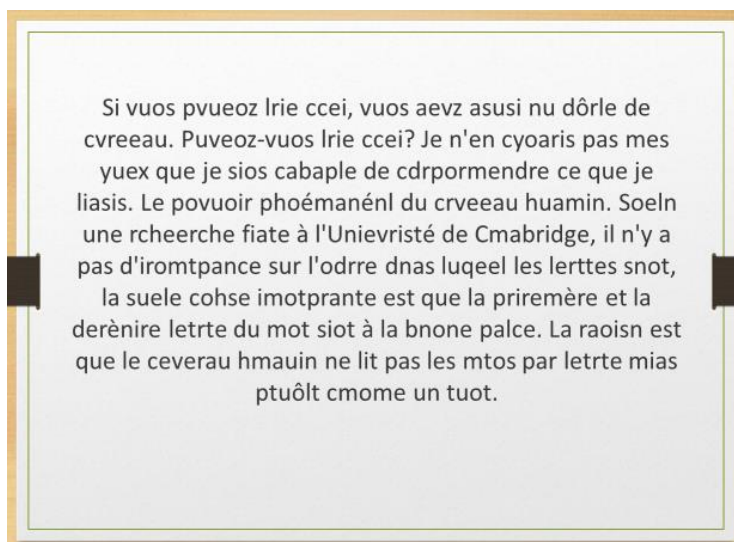 Si vuos pvueoz lrie ccei, vuos aevz asusi nu dôrle de
cvreeau. Puveoz-vuos lrie ccei? Je n'en cyoaris pas mes
yuex que je sios cabaple de cdrpormendre ce que je
liasis. Le povuoir phoémanénl du crveeau huamin. Soeln
une rcheerche fiate à l'Unievristé de Cmabridge, il n'y a
pas d'iromtpance sur l'odrre dnas luqeel les lerttes snot,
la suele cohse imotprante est que la priremère et la
derènire letrte du mot siot à la bnone palce. La raoisn est
que le ceverau hmauin ne lit pas les mtos par letrte mias
ptuôlt cmome un tuot.